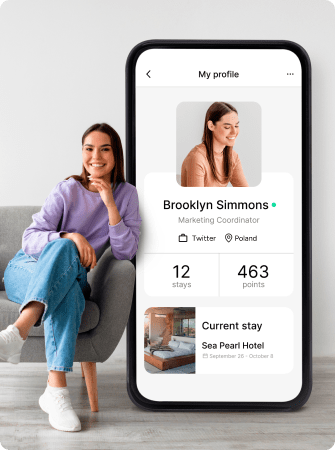 My profile
Brooklyn Simmons
Marketing Coordinator
Twitter Poland
12 463
stays points
Current stay
Sea Pearl Hotel
September 28 - October 8